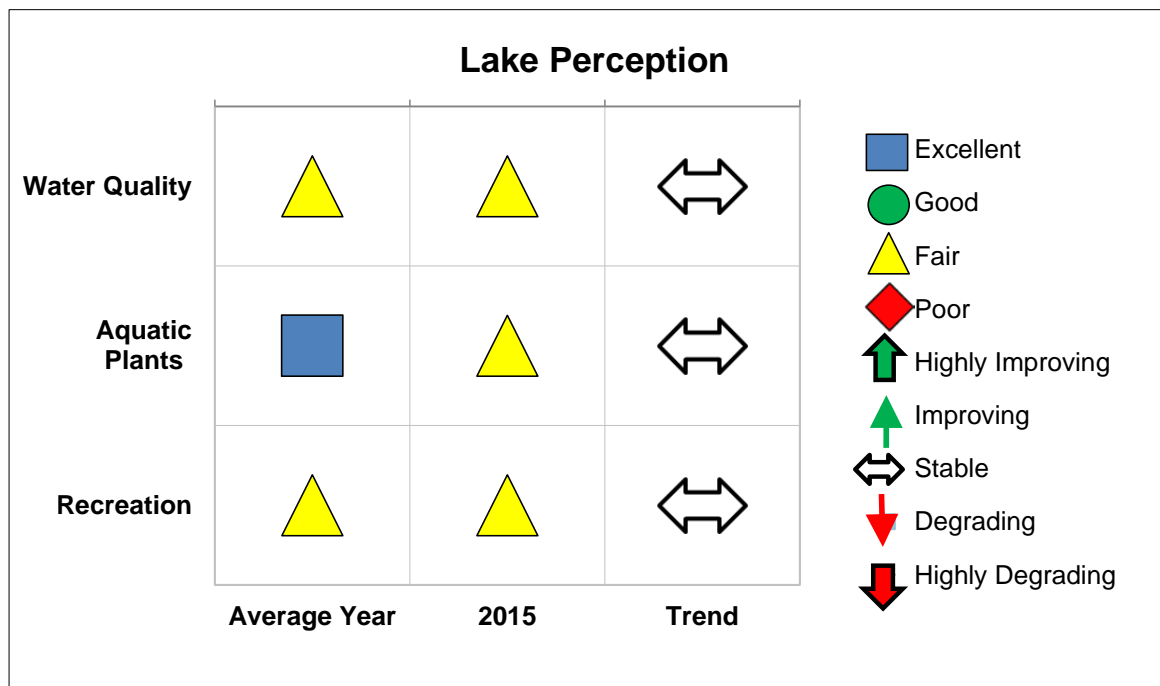 Lake Perception
Water Quality
Aquatic
Plants
Recreation
Average Year
2015
Trend
Excellent
Good
Fair
Poor
Highly Improving
Improving
Stable
Degrading
Highly Degrading